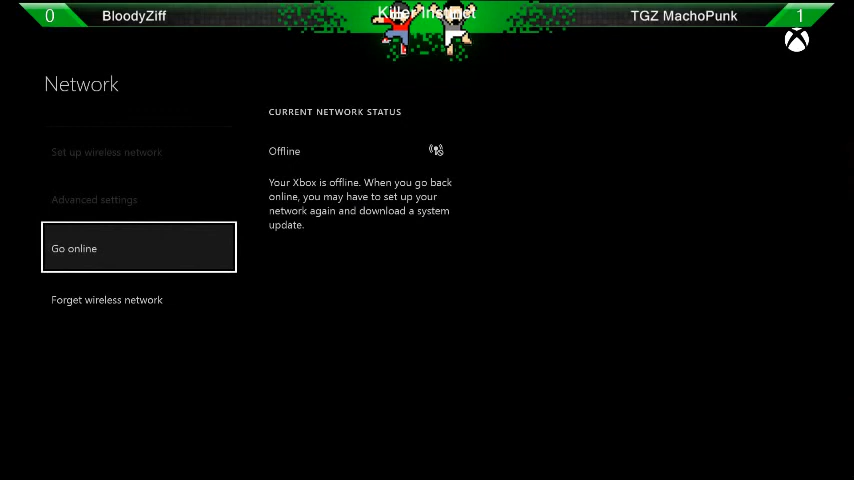 0 BloodyZiff Killer Instinct TGZ MachoPunk 1
Network
CURRENT NETWORK STATUS
Set up wireless network
Offline
Your Xbox is offline. When you go back
online, you may have to set up your
network again and download a system
update.
Advanced settings
Go online
Forget wireless network